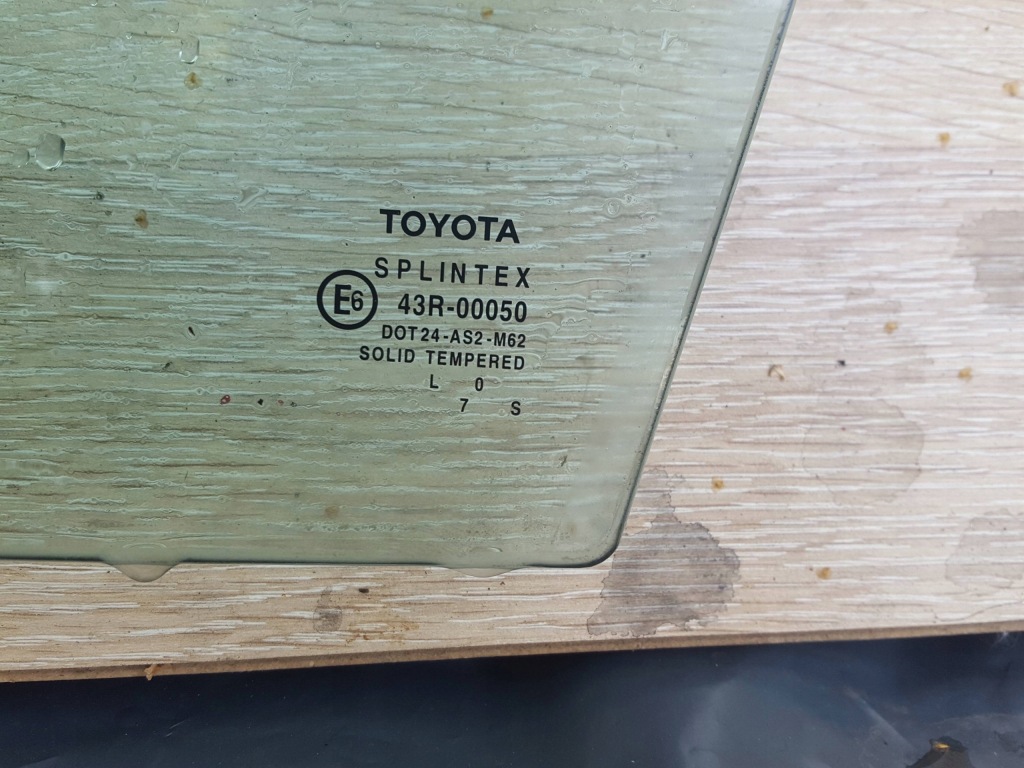 TOYOTA
SPLINTEX
E6 43R-00050
DOT24-AS2-M62
SOLID TEMPERED
L 0
7 S